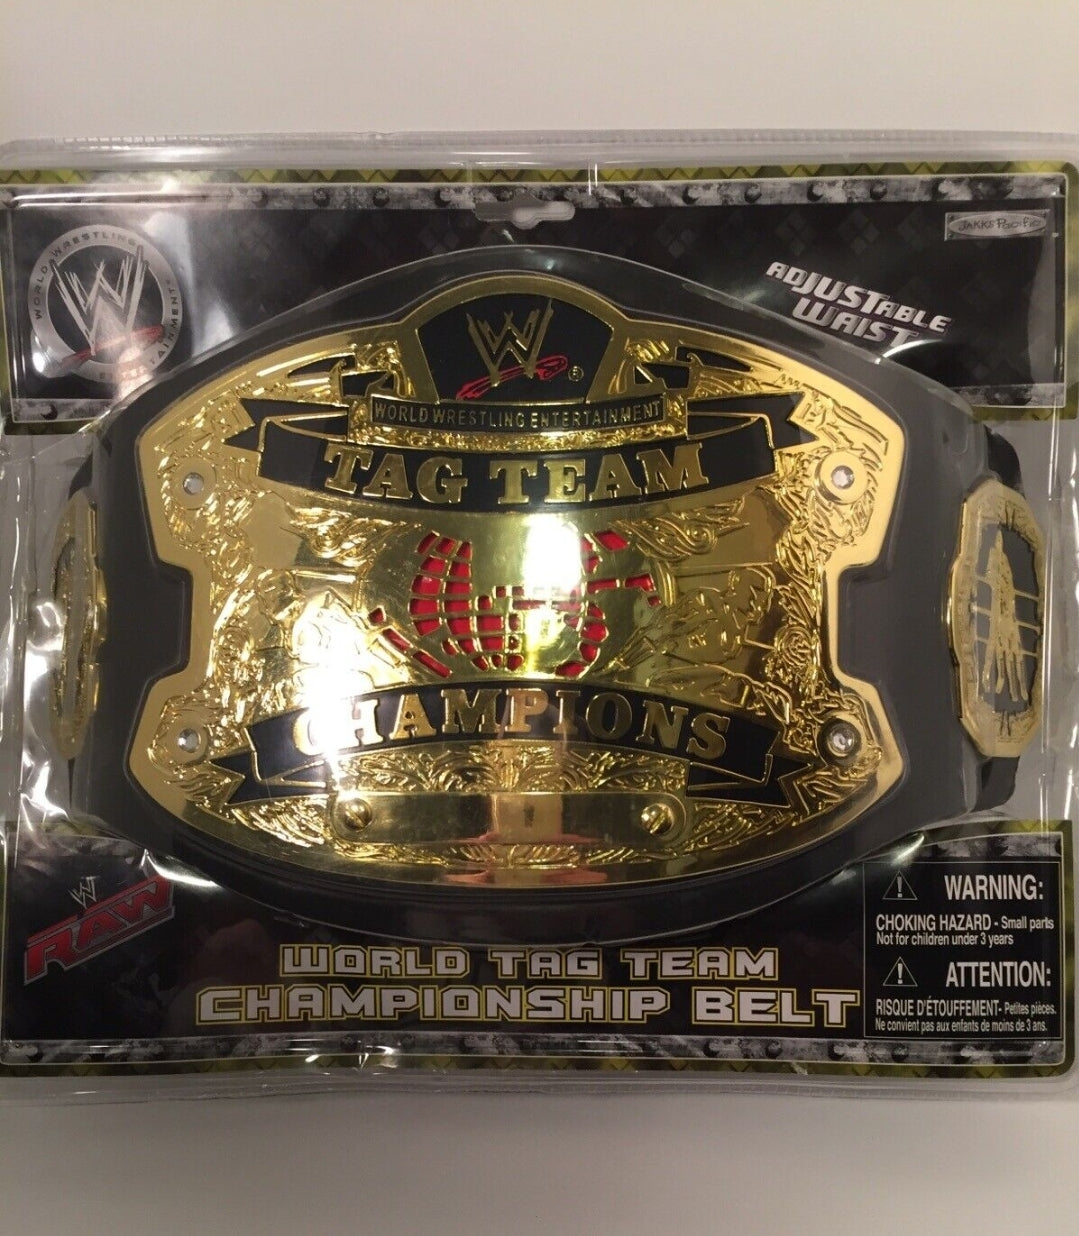 WORLD WRESTLING ENTERTAINMENT
W
JAKKS Pacific
ADJUSTABLE
WAIST
W
®
WORLD WRESTLING ENTERTAINMENT
TAG TEAM
CHAMPIONS
W
RAW
WORLD TAG TEAM
CHAMPIONSHIP BELT
WARNING:
CHOKING HAZARD - Small parts
Not for children under 3 years
ATTENTION:
RISQUE D'ÉTOUFFEMENT- Petites pièces.
Ne convient pas aux enfants de moins de 3 ans.